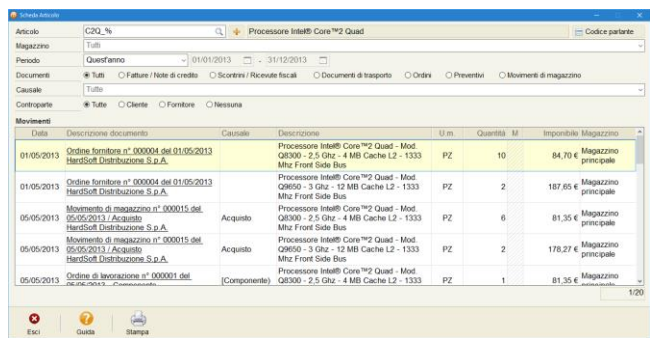 Scheda Articolo
Articolo C2Q_% Processore Intel® Core™2 Quad Codice parlante
Magazzino Tutti
Periodo Quest'anno 01/01/2013 - 31/12/2013
Documenti Tutti Fatture / Note di credito Scontrini / Ricevute fiscali Documenti di trasporto Ordini Preventivi Movimenti di magazzino
Causale Tutte
Controparte Tutte Cliente Fornitore Nessuna
Movimenti
Data Descrizione documento Causale Descrizione U.m. Quantità M Imponibile Magazzino
01/05/2013 Ordine fornitore n° 000004 del 01/05/2013
HardSoft Distribuzione S.p.A.
Processore Intel® Core™2 Quad - Mod.
Q8300 - 2,5 Ghz - 4 MB Cache L2 - 1333
Mhz Front Side Bus
PZ 10 84,70 € Magazzino
principale
01/05/2013 Ordine fornitore n° 000004 del 01/05/2013
HardSoft Distribuzione S.p.A.
Processore Intel® Core™2 Quad - Mod.
Q9650 - 3 Ghz - 12 MB Cache L2 - 1333
Mhz Front Side Bus
PZ 2 187,65 € Magazzino
principale
05/05/2013 Movimento di magazzino n° 000015 del
05/05/2013 / Acquisto
HardSoft Distribuzione S.p.A.
Acquisto
Processore Intel® Core™2 Quad - Mod.
Q8300 - 2,5 Ghz - 4 MB Cache L2 - 1333
Mhz Front Side Bus
PZ 6 81,35 € Magazzino
principale
05/05/2013 Movimento di magazzino n° 000015 del
05/05/2013 / Acquisto
HardSoft Distribuzione S.p.A.
Acquisto
Processore Intel® Core™2 Quad - Mod.
Q9650 - 3 Ghz - 12 MB Cache L2 - 1333
Mhz Front Side Bus
PZ 2 178,27 € Magazzino
principale
05/05/2013 Ordine di lavorazione n° 000001 del
05/05/2013 - Componente
[Componente)
Processore Intel® Core™2 Quad - Mod.
Q8300 - 2,5 Ghz - 4 MB Cache L2 - 1333
PZ 1 81,35 € Magazzino
principale
1/20
Esci Guida Stampa